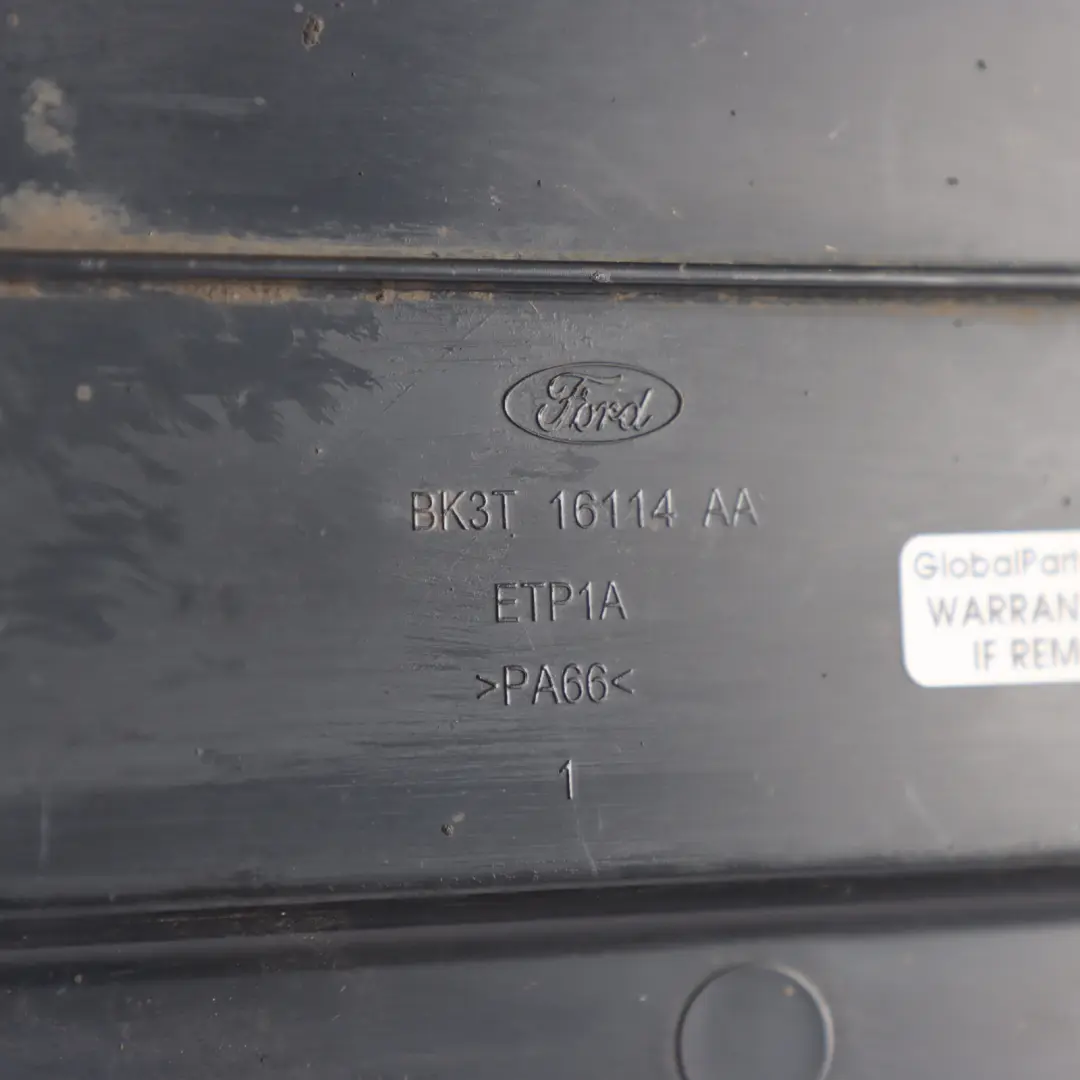 Ford
BK3T 16114 AA
ETP1A
>PA66<
1
GlobalPart
WARRAN
IF REM